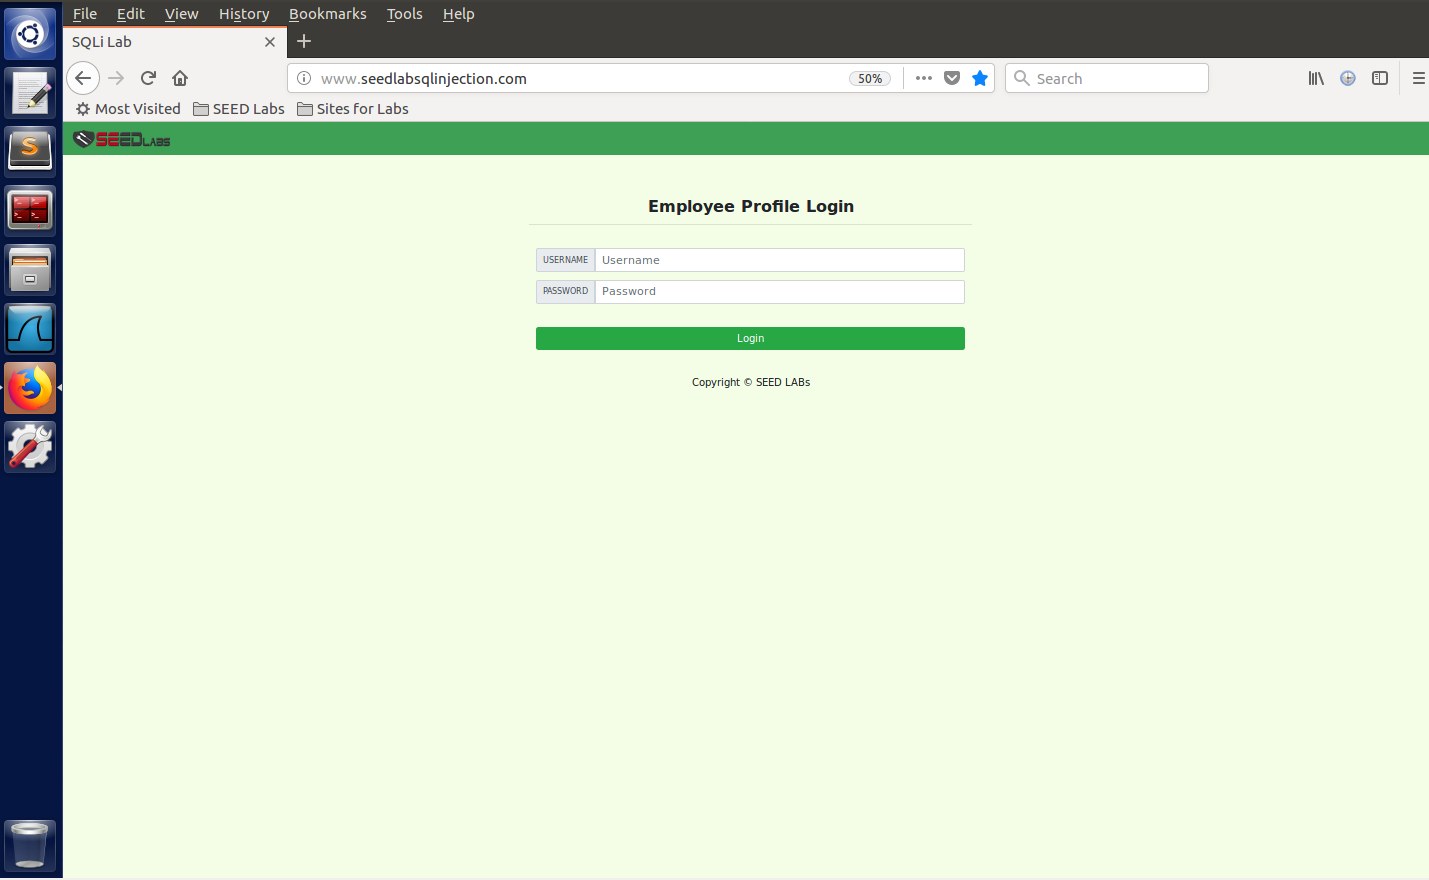 File Edit View History Bookmarks Tools Help
SQLi Lab
www.seedlabsqlinjection.com 50% Search
Most Visited SEED Labs Sites for Labs
SEEDLABS
Employee Profile Login
USERNAME Username
PASSWORD Password
Login
Copyright © SEED LABs